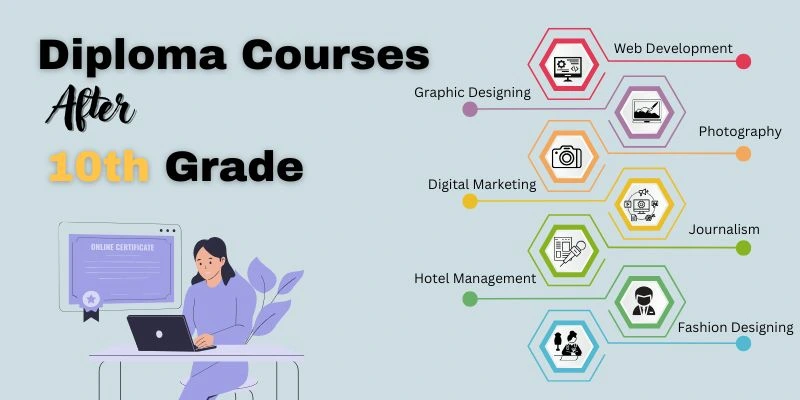 Diploma Courses
After
10th Grade
ONLINE CERTIFICATE
Web Development
Graphic Designing
Photography
Digital Marketing
Journalism
Hotel Management
Fashion Designing